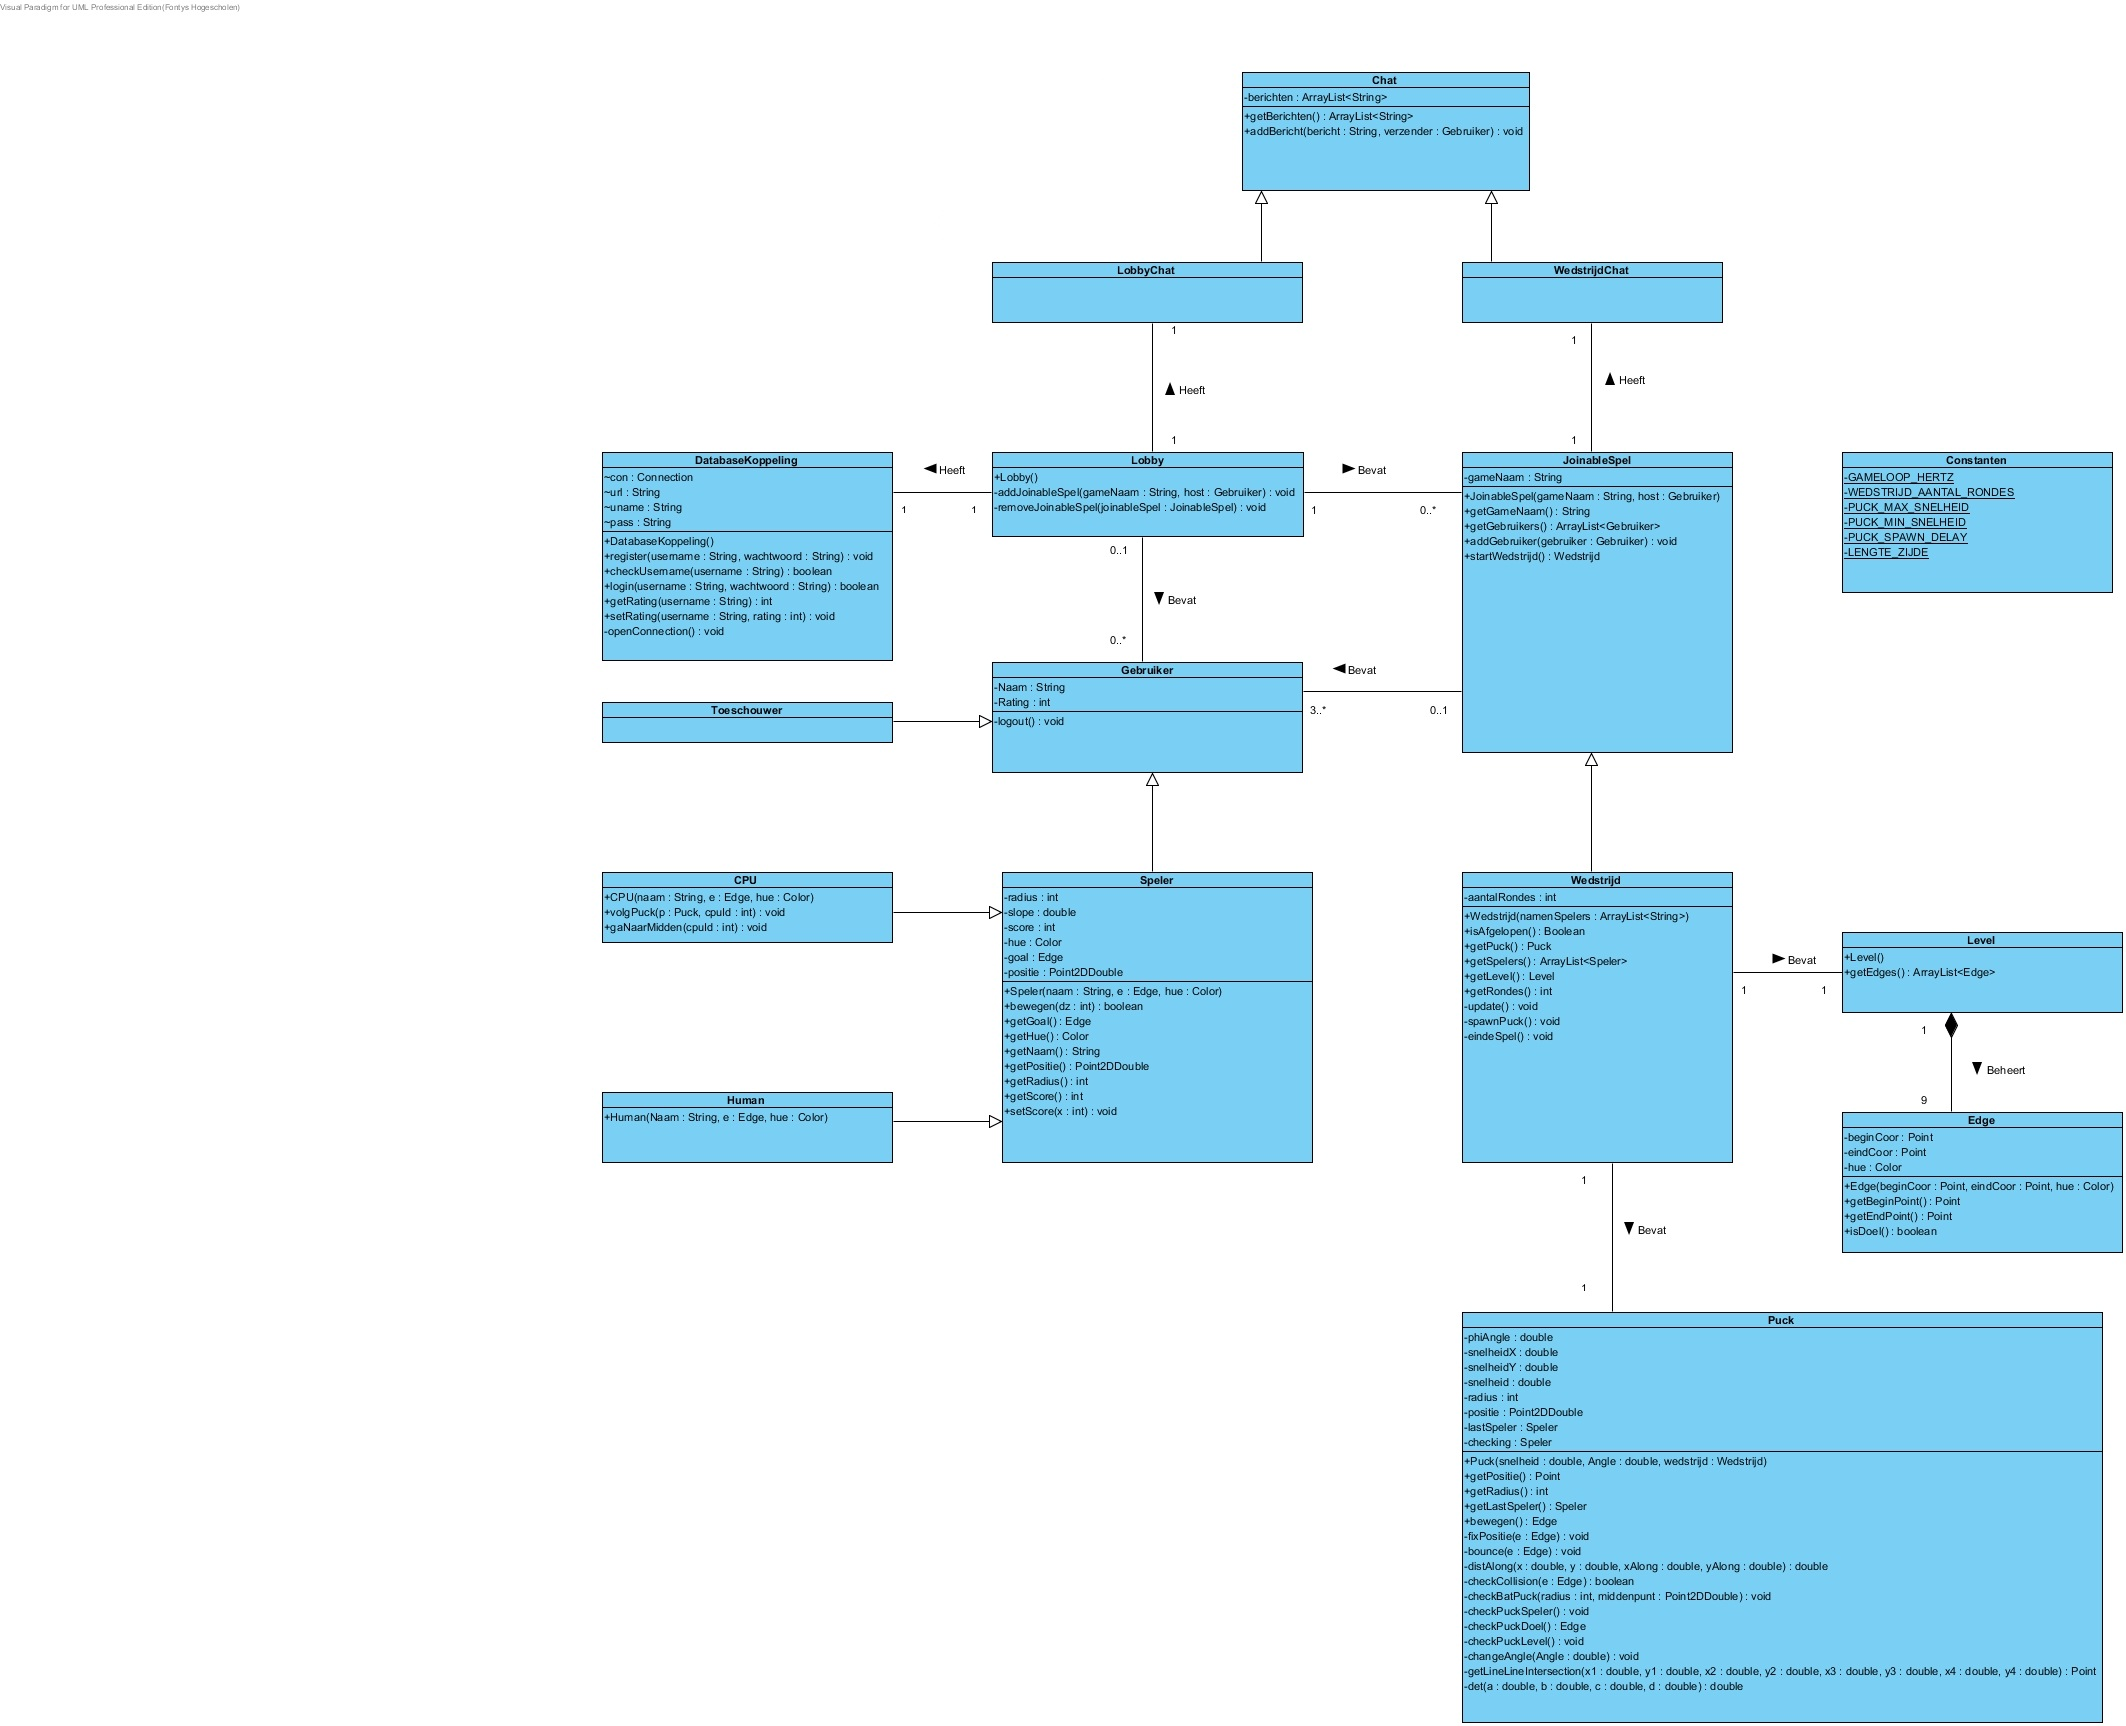 Visual Paradigm for UML Professional Edition(Fontys Hogescholen)
Chat
-berichten : ArrayList<String>
+getBerichten() : ArrayList<String>
+addBericht(bericht : String, verzender : Gebruiker) : void
LobbyChat
WedstrijdChat
1
1
Heeft
Heeft
1
1
DatabaseKoppeling
~con : Connection
~url : String
~uname : String
~pass : String
+DatabaseKoppeling()
+register(username : String, wachtwoord : String) : void
+checkUsername(username : String) : boolean
+login(username : String, wachtwoord : String) : boolean
+getRating(username : String) : int
+setRating(username : String, rating : int) : void
-openConnection() : void
Heeft
1
1
Lobby
+Lobby()
-addJoinableSpel(gameNaam : String, host : Gebruiker) : void
-removeJoinableSpel(joinableSpel : JoinableSpel) : void
Bevat
1
0..*
JoinableSpel
-gameNaam : String
+JoinableSpel(gameNaam : String, host : Gebruiker)
+getGameNaam() : String
+getGebruikers() : ArrayList<Gebruiker>
+addGebruiker(gebruiker : Gebruiker) : void
+startWedstrijd() : Wedstrijd
Constanten
-GAMELOOP_HERTZ
-WEDSTRIJD_AANTAL_RONDES
-PUCK_MAX_SNELHEID
-PUCK_MIN_SNELHEID
-PUCK_SPAWN_DELAY
-LENGTE_ZIJDE
0..1
Bevat
0..*
Gebruiker
-Naam : String
-Rating : int
-logout() : void
Bevat
3..*
0..1
Toeschouwer
CPU
+CPU(naam : String, e : Edge, hue : Color)
+volgPuck(p : Puck, cpuId : int) : void
+gaNaarMidden(cpuId : int) : void
Speler
-radius : int
-slope : double
-score : int
-hue : Color
-goal : Edge
-positie : Point2DDouble
+Speler(naam : String, e : Edge, hue : Color)
+bewegen(dz : int) : boolean
+getGoal() : Edge
+getHue() : Color
+getNaam() : String
+getPositie() : Point2DDouble
+getRadius() : int
+getScore() : int
+setScore(x : int) : void
Human
+Human(Naam : String, e : Edge, hue : Color)
Wedstrijd
-aantalRondes : int
+Wedstrijd(namenSpelers : ArrayList<String>)
+isAfgelopen() : Boolean
+getPuck() : Puck
+getSpelers() : ArrayList<Speler>
+getLevel() : Level
+getRondes() : int
-update() : void
-spawnPuck() : void
-eindeSpel() : void
Bevat
1
1
Level
+Level()
+getEdges() : ArrayList<Edge>
1
Beheert
9
Edge
-beginCoor : Point
-eindCoor : Point
-hue : Color
+Edge(beginCoor : Point, eindCoor : Point, hue : Color)
+getBeginPoint() : Point
+getEndPoint() : Point
+isDoel() : boolean
1
Bevat
1
Puck
-phiAngle : double
-snelheidX : double
-snelheidY : double
-snelheid : double
-radius : int
-positie : Point2DDouble
-lastSpeler : Speler
-checking : Speler
+Puck(snelheid : double, Angle : double, wedstrijd : Wedstrijd)
+getPositie() : Point
+getRadius() : int
+getLastSpeler() : Speler
+bewegen() : Edge
-fixPositie(e : Edge) : void
-bounce(e : Edge) : void
-distAlong(x : double, y : double, xAlong : double, yAlong : double) : double
-checkCollision(e : Edge) : boolean
-checkBatPuck(radius : int, middenpunt : Point2DDouble) : void
-checkPuckSpeler() : void
-checkPuckDoel() : Edge
-checkPuckLevel() : void
-changeAngle(Angle : double) : void
-getLineLineIntersection(x1 : double, y1 : double, x2 : double, y2 : double, x3 : double, y3 : double, x4 : double, y4 : double) : Point
-det(a : double, b : double, c : double, d : double) : double